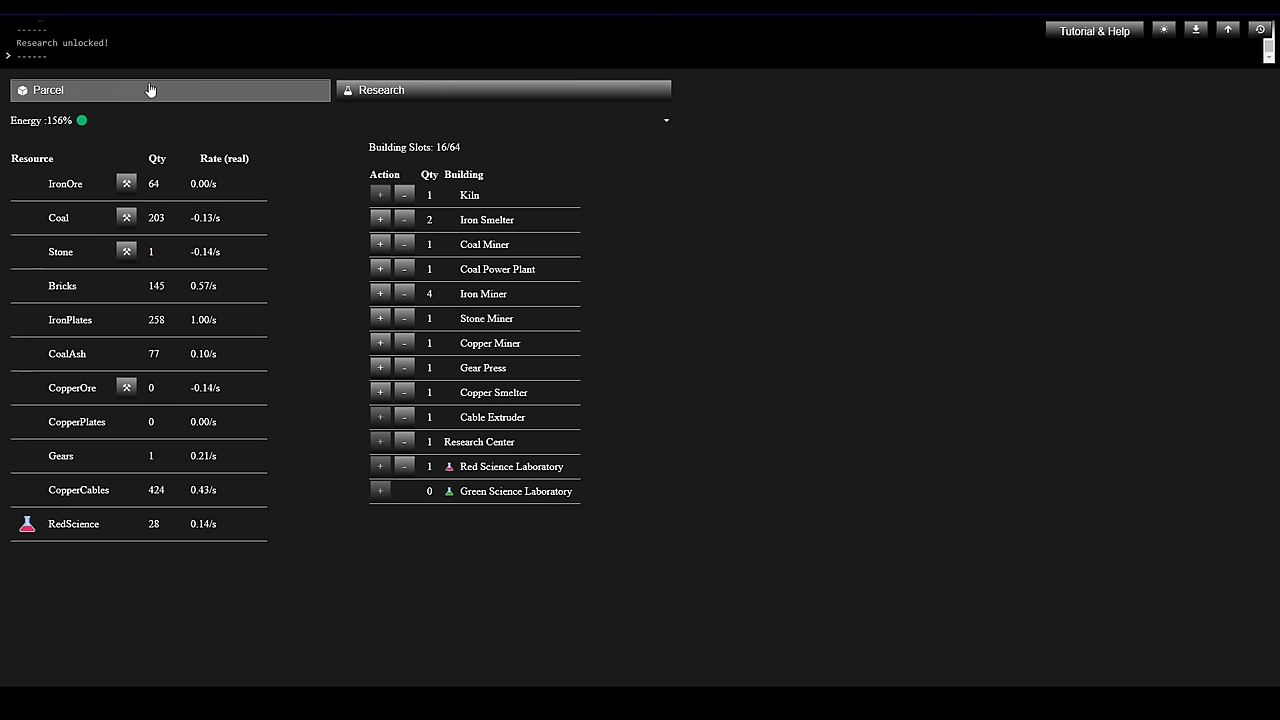 ------
Research unlocked!
> ------
Tutorial & Help
Parcel
Research
Energy :156%
Building Slots: 16/64
Resource Qty Rate (real)
IronOre 64 0.00/s
Coal 203 -0.13/s
Stone 1 -0.14/s
Bricks 145 0.57/s
IronPlates 258 1.00/s
CoalAsh 77 0.10/s
CopperOre 0 -0.14/s
CopperPlates 0 0.00/s
Gears 1 0.21/s
CopperCables 424 0.43/s
RedScience 28 0.14/s
Action Qty Building
+ - 1 Kiln
+ - 2 Iron Smelter
+ - 1 Coal Miner
+ - 1 Coal Power Plant
+ - 4 Iron Miner
+ - 1 Stone Miner
+ - 1 Copper Miner
+ - 1 Gear Press
+ - 1 Copper Smelter
+ - 1 Cable Extruder
+ - 1 Research Center
+ - 1 Red Science Laboratory
+ 0 Green Science Laboratory